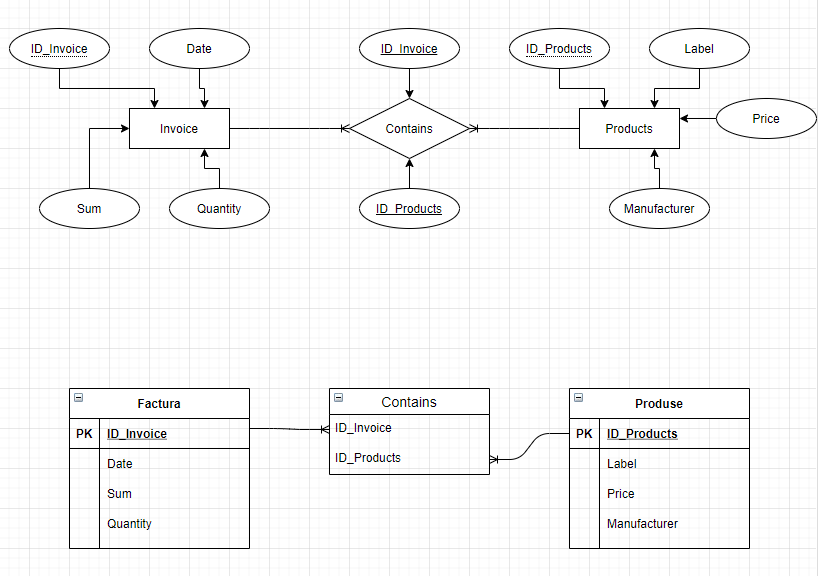 ID_Invoice
Date
ID_Invoice
ID_Products
Label
Invoice
Contains
Products
Price
Sum
Quantity
ID_Products
Manufacturer
Factura
PK
ID_Invoice
Date
Sum
Quantity
Contains
ID_Invoice
ID_Products
Produse
PK
ID_Products
Label
Price
Manufacturer